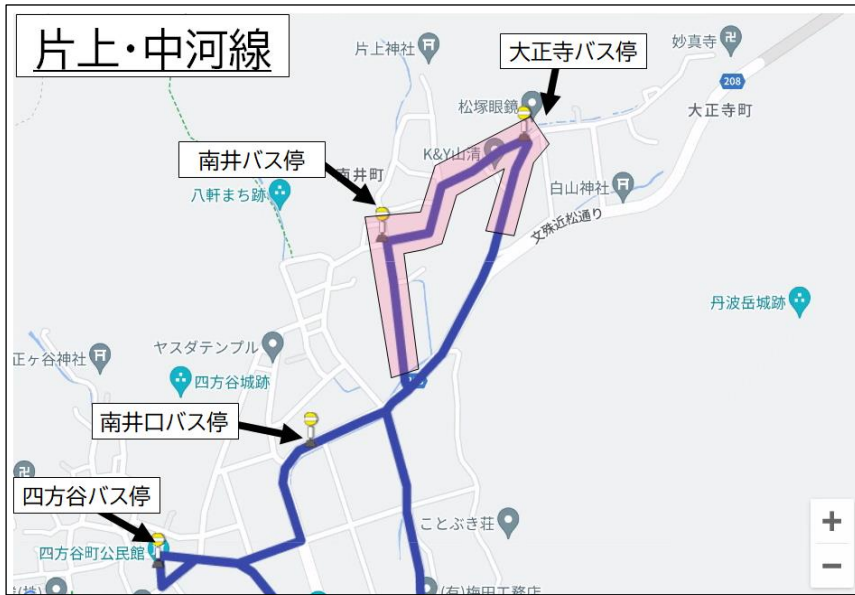 片上・中河線
片上神社
大正寺バス停
妙真寺
208
松塚眼鏡
大正寺町
K&Y山清
南井バス停
南井町
八軒まち跡
白山神社
文殊近松通り
丹波岳城跡
ヤスダテンプル
正ヶ谷神社
四方谷城跡
南井口バス停
四方谷バス停
ことぶき荘
四方谷町公民館
(有)梅田工務店
+
−